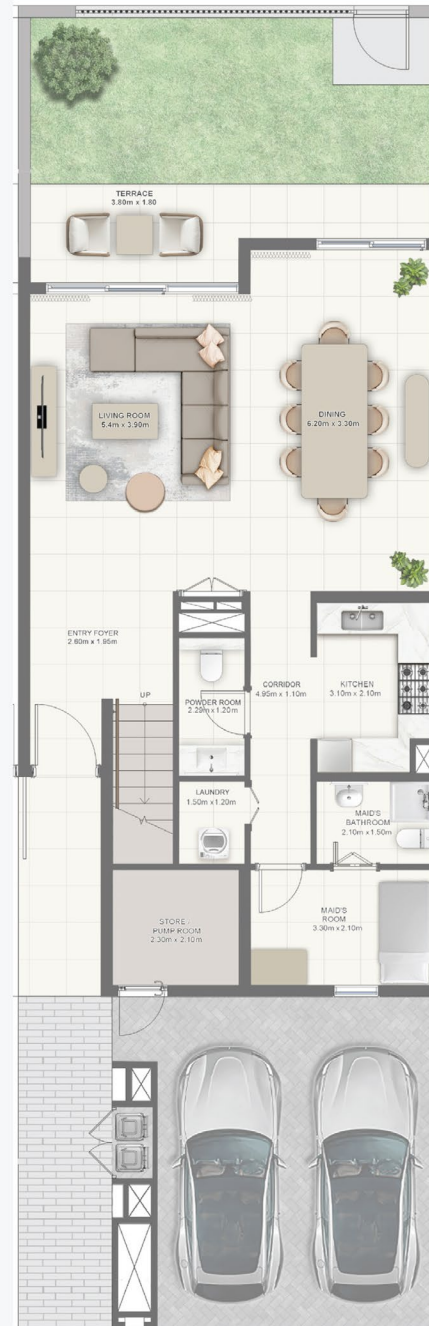 TERRACE
3.80m x 1.80
LIVING ROOM
5.4m x 3.90m
DINING
6.20m x 3.30m
ENTRY FOYER
2.60m x 1.95m
UP
POWDER ROOM
2.29m x 1.20m
CORRIDOR
4.95m x 1.10m
KITCHEN
3.10m x 2.10m
LAUNDRY
1.50m x1.20m
MAID'S
BATHROOM
2.10m x 1.50m
STORE /
PUMP ROOM
2.30m x 2.10m
MAID'S
ROOM
3.30m x 2.10m